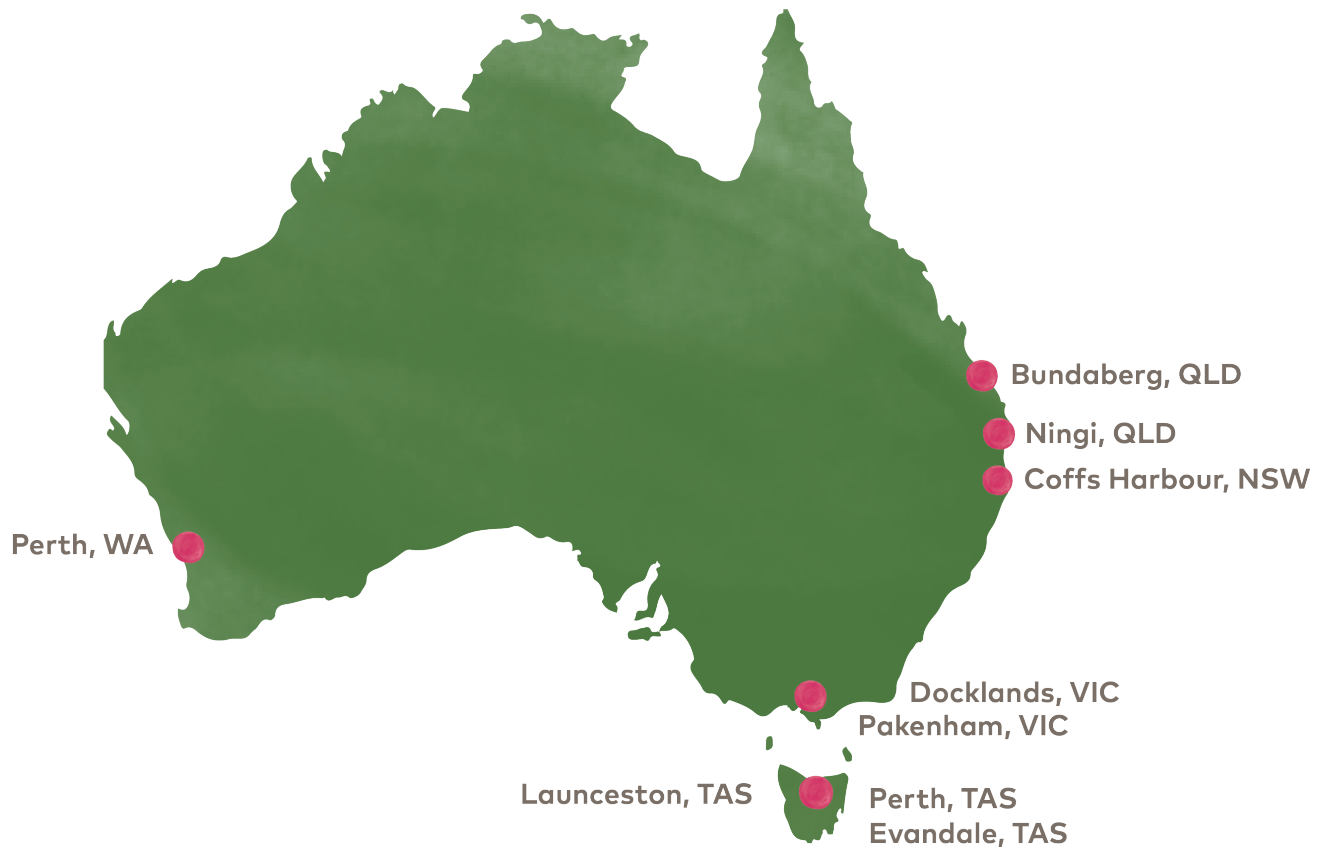 Bundaberg, QLD
Ningi, QLD
Coffs Harbour, NSW
Perth, WA
Docklands, VIC
Pakenham, VIC
Launceston, TAS
Perth, TAS
Evandale, TAS